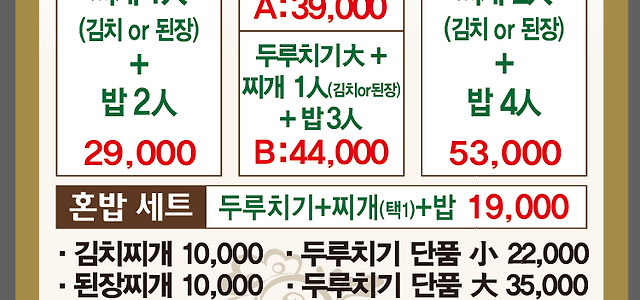 찌개 1人
(김치 or 된장)
+
밥 2人
29,000
A:39,000
두루치기大 +
찌개 1人(김치or된장)
+ 밥 3人
B:44,000
(김치 or 된장)
+
밥 4人
53,000
혼밥 세트 두루치기+찌개(택1)+밥 19,000
· 김치찌개 10,000 · 두루치기 단품 小 22,000
· 된장찌개 10,000 · 두루치기 단품 大 35,000